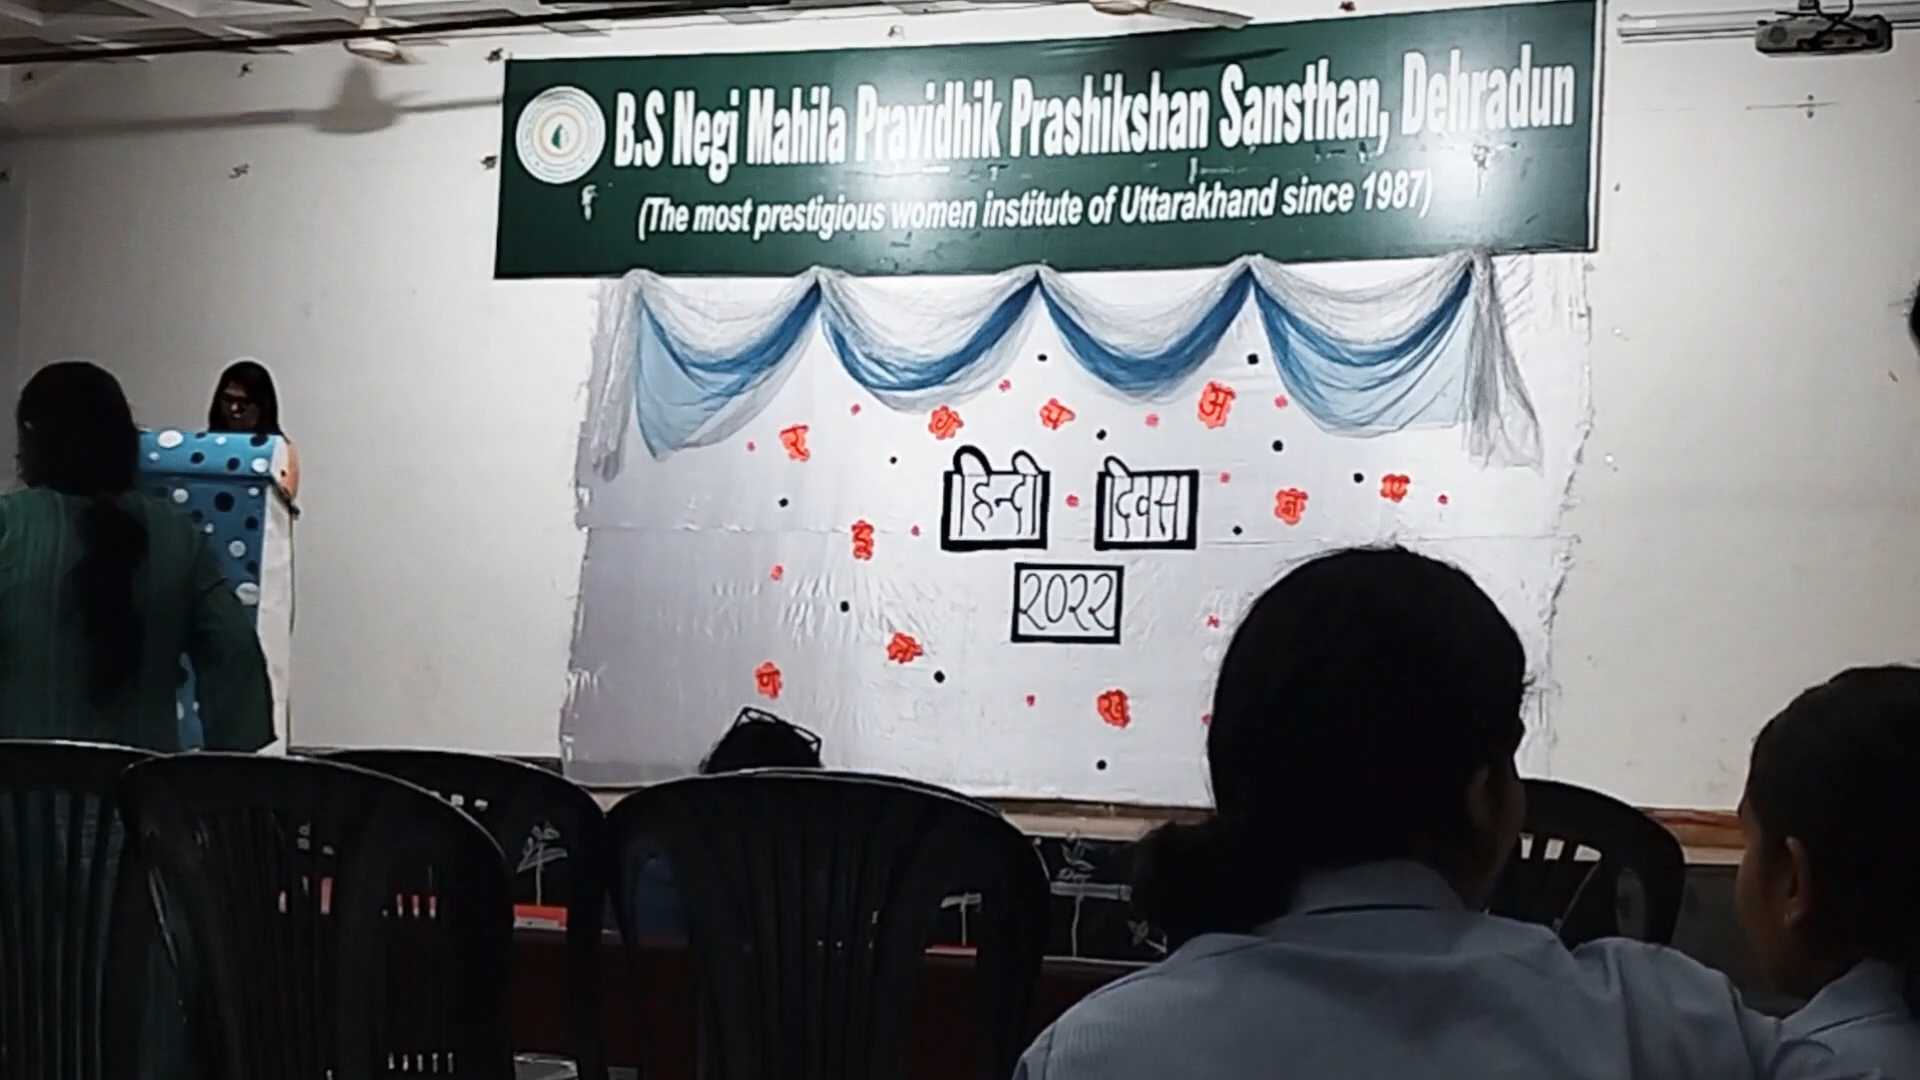 B.S Negi Mahila Pravidhik Prashikshan Sansthan, Dehradun
(The most prestigious women institute of Uttarakhand since 1987)
अ
हिन्दी दिवस
२०२२